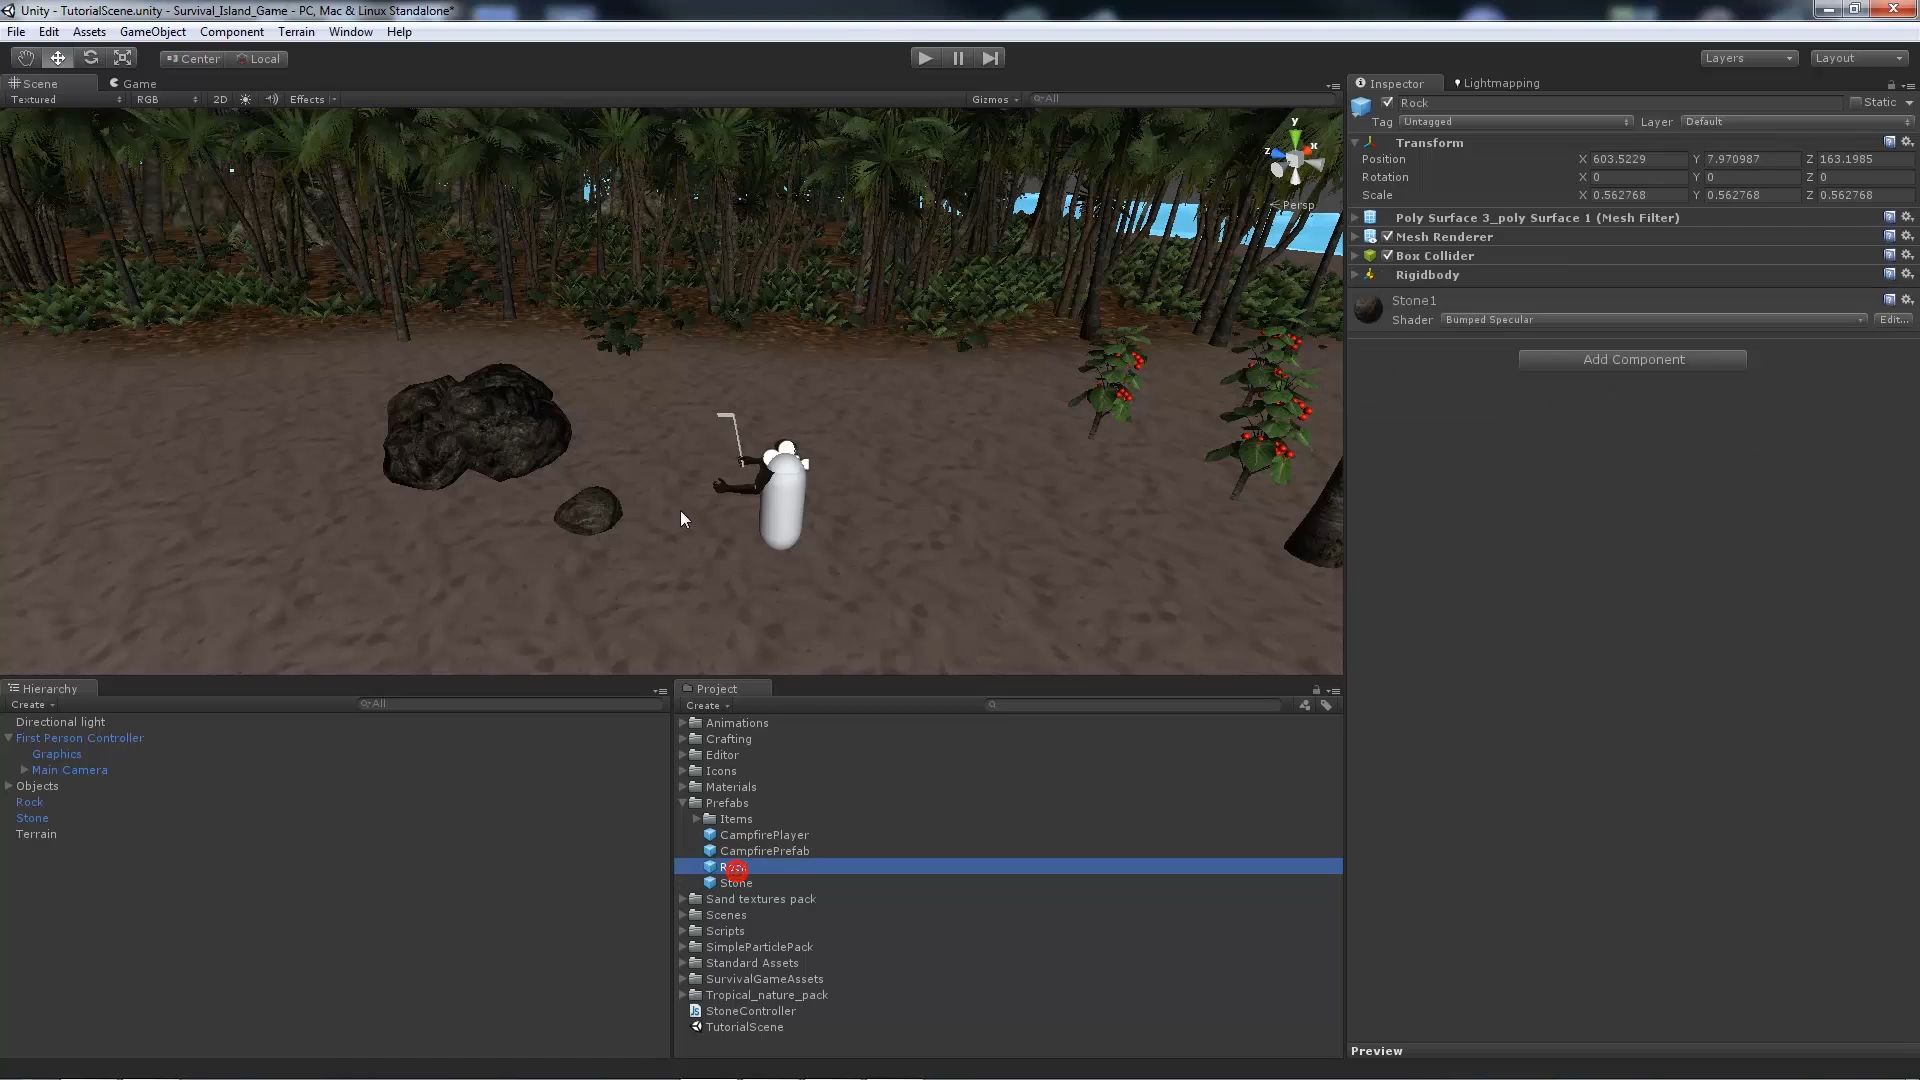 Unity - TutorialScene.unity - Survival_Island_Game - PC, Mac & Linux Standalone*
File Edit Assets GameObject Component Terrain Window Help
Center Local Layers Layout
Scene Game
Textured RGB 2D Effects Gizmos All
y
z x
Persp
Inspector Lightmapping
Rock Static
Tag Untagged Layer Default
Transform
Position X 603.5229 Y 7.970987 Z 163.1985
Rotation X 0 Y 0 Z 0
Scale X 0.562768 Y 0.562768 Z 0.562768
Poly Surface 3_poly Surface 1 (Mesh Filter)
Mesh Renderer
Box Collider
Rigidbody
Stone1
Shader Bumped Specular Edit...
Add Component
Preview
Hierarchy
Create All
Directional light
First Person Controller
Graphics
Main Camera
Objects
Rock
Stone
Terrain
Project
Create
Animations
Crafting
Editor
Icons
Materials
Prefabs
Items
CampfirePlayer
CampfirePrefab
Rock
Stone
Sand textures pack
Scenes
Scripts
SimpleParticlePack
Standard Assets
SurvivalGameAssets
Tropical_nature_pack
Js StoneController
TutorialScene